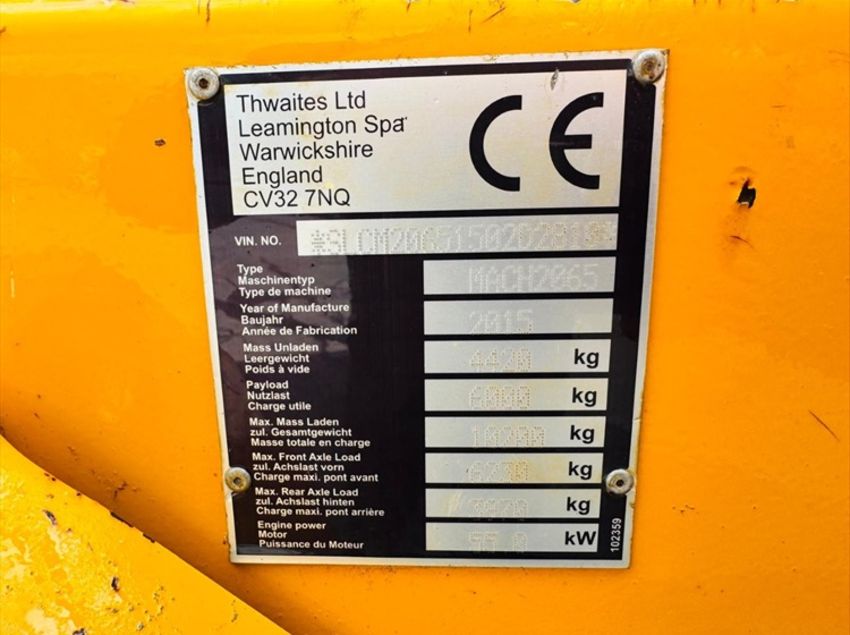 Thwaites Ltd
Leamington Spa
Warwickshire
England
CV32 7NQ
CE
VIN. NO.
Type MACH2065
Maschinentyp
Type de machine
Year of Manufacture 2015
Baujahr
Année de Fabrication
Mass Unladen 4420 kg
Leergewicht
Poids à vide
Payload 6000 kg
Nutzlast
Charge utile
Max. Mass Laden 10200 kg
zul. Gesamtgewicht
Masse totale en charge
Max. Front Axle Load kg
zul. Achslast vorn
Charge maxi. pont avant
Max. Rear Axle Load kg
zul. Achslast hinten
Charge maxi. pont arrière
Engine power 55.0 kW
Motor
Puissance du Moteur
102359